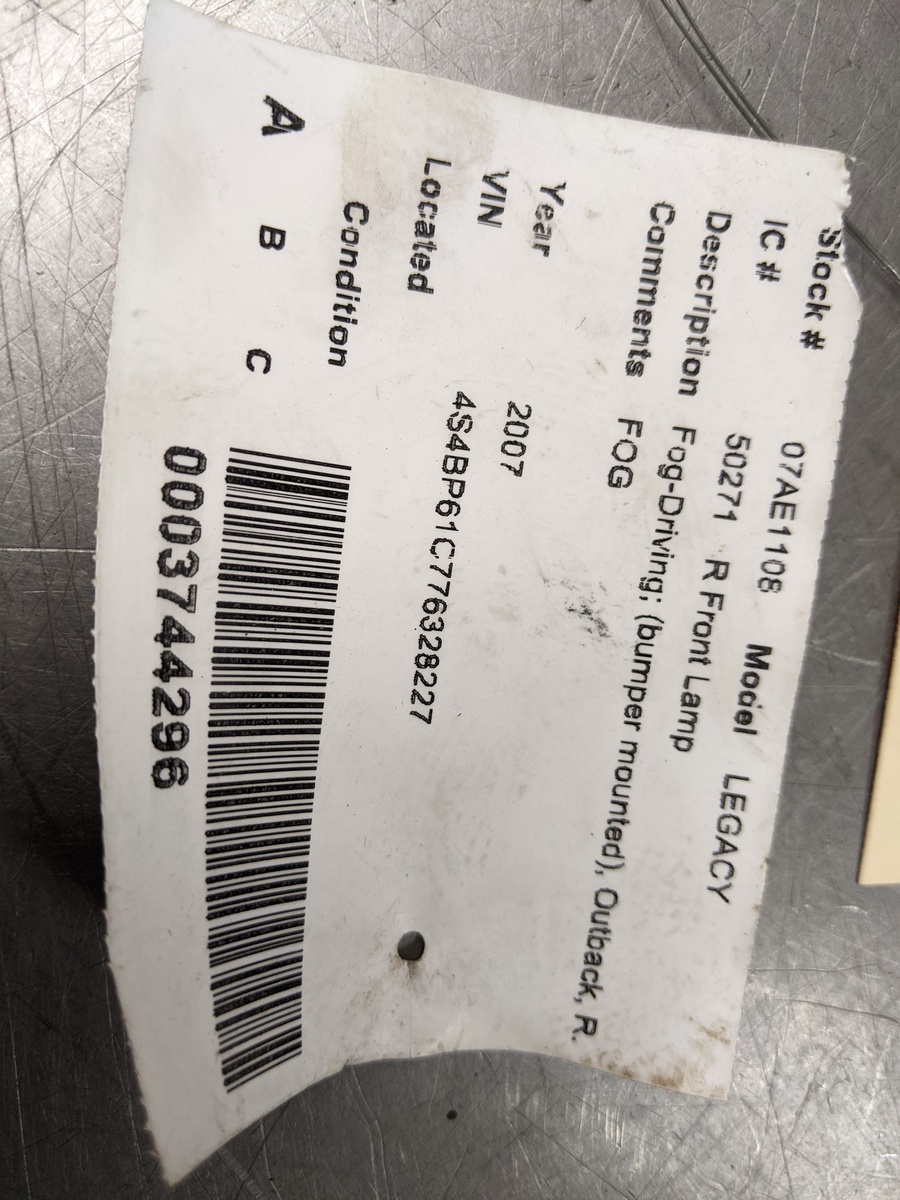 Stock # 07AE1108 Model LEGACY
IC # 50271 R Front Lamp
Description Fog-Driving; (bumper mounted), Outback, R.
Comments FOG
Year 2007
VIN 4S4BP61C776328227
Located
Condition
A B C
0003744296